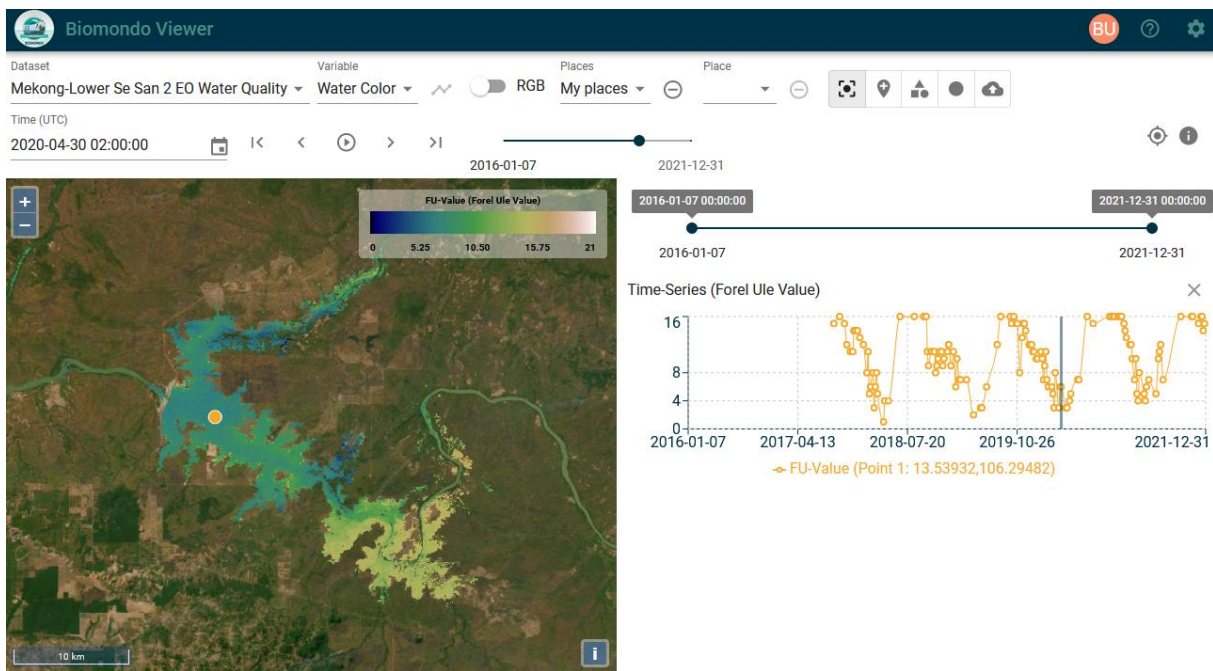 Biomondo Viewer
BU
BIOMONDO
Dataset
Variable
Places
Place
Mekong-Lower Se San 2 EO Water Quality
Water Color
RGB
My places
Time (UTC)
2020-04-30 02:00:00
2016-01-07
2021-12-31
+
−
FU-Value (Forel Ule Value)
0 5.25 10.50 15.75 21
10 km
i
2016-01-07 00:00:00
2021-12-31 00:00:00
2016-01-07
2021-12-31
Time-Series (Forel Ule Value)
16
8
4
0
2016-01-07 2017-04-13 2018-07-20 2019-10-26 2021-12-31
FU-Value (Point 1: 13.53932,106.29482)